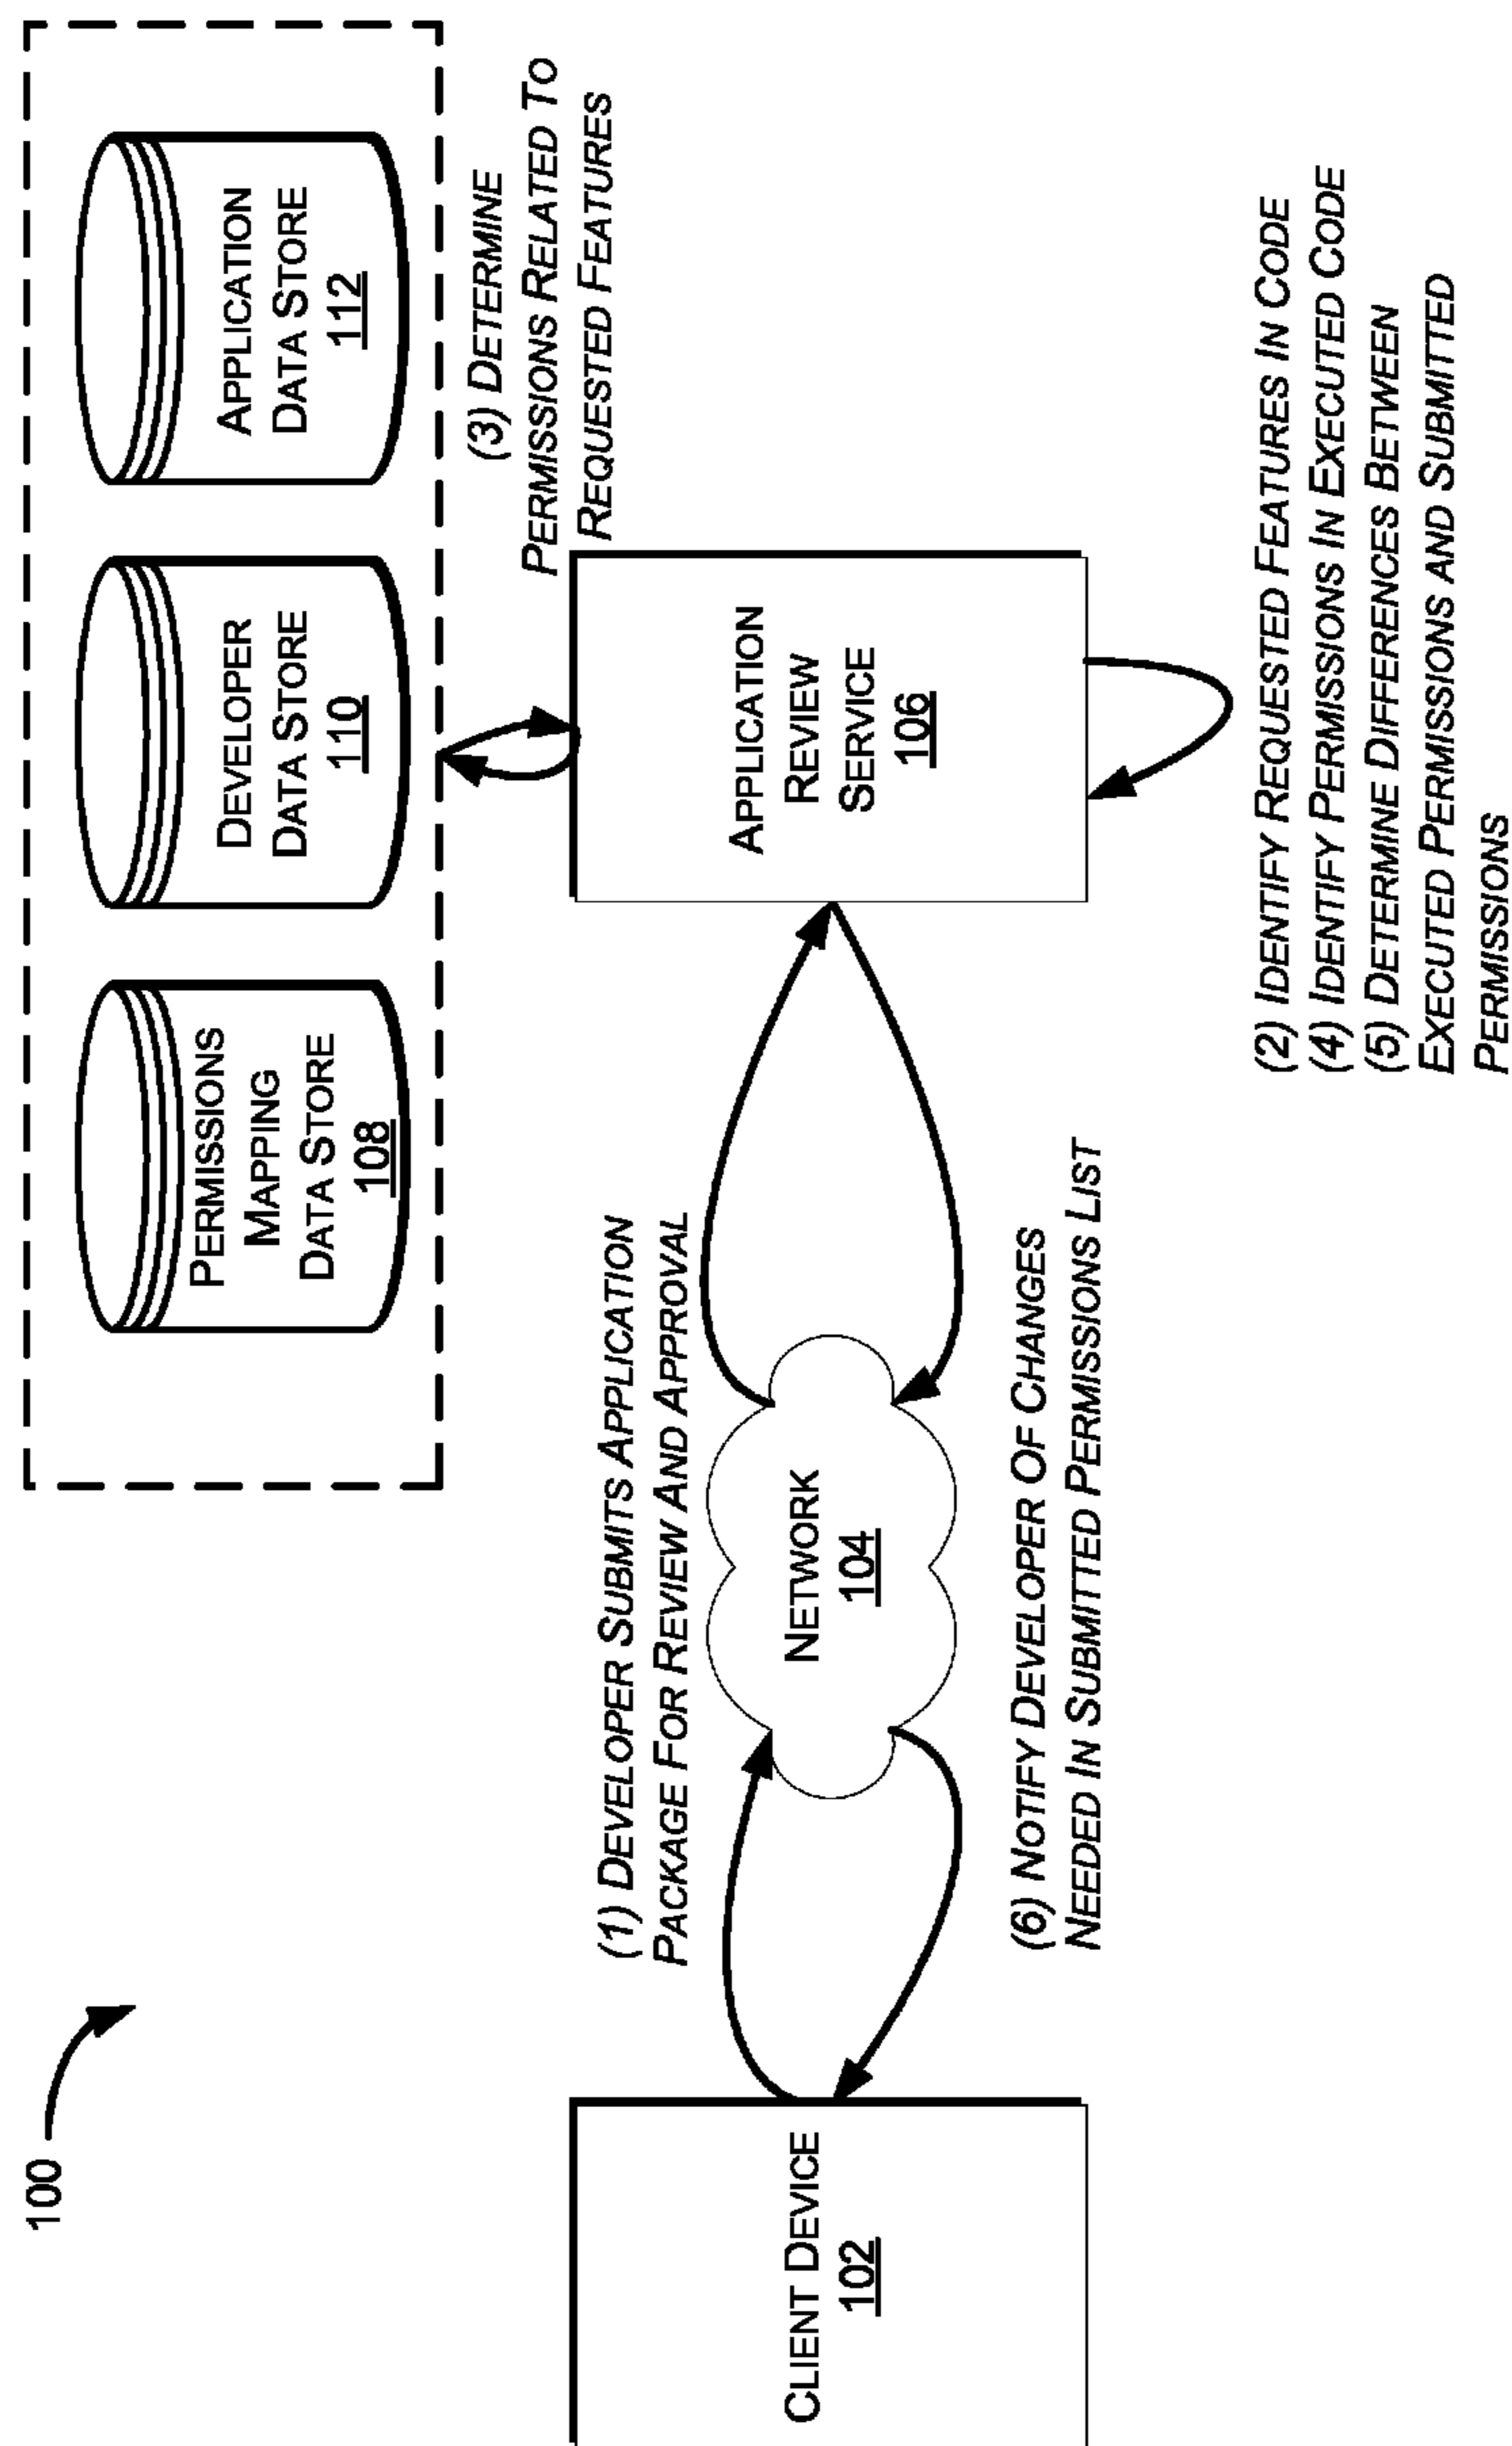 100
PERMISSIONS
MAPPING
DATA STORE
108
DEVELOPER
DATA STORE
110
APPLICATION
DATA STORE
112
(3) DETERMINE
PERMISSIONS RELATED TO
REQUESTED FEATURES
(1) DEVELOPER SUBMITS APPLICATION
PACKAGE FOR REVIEW AND APPROVAL
CLIENT DEVICE
102
NETWORK
104
APPLICATION
REVIEW
SERVICE
106
(6) NOTIFY DEVELOPER OF CHANGES
NEEDED IN SUBMITTED PERMISSIONS LIST
(2) IDENTIFY REQUESTED FEATURES IN CODE
(4) IDENTIFY PERMISSIONS IN EXECUTED CODE
(5) DETERMINE DIFFERENCES BETWEEN
EXECUTED PERMISSIONS AND SUBMITTED
PERMISSIONS